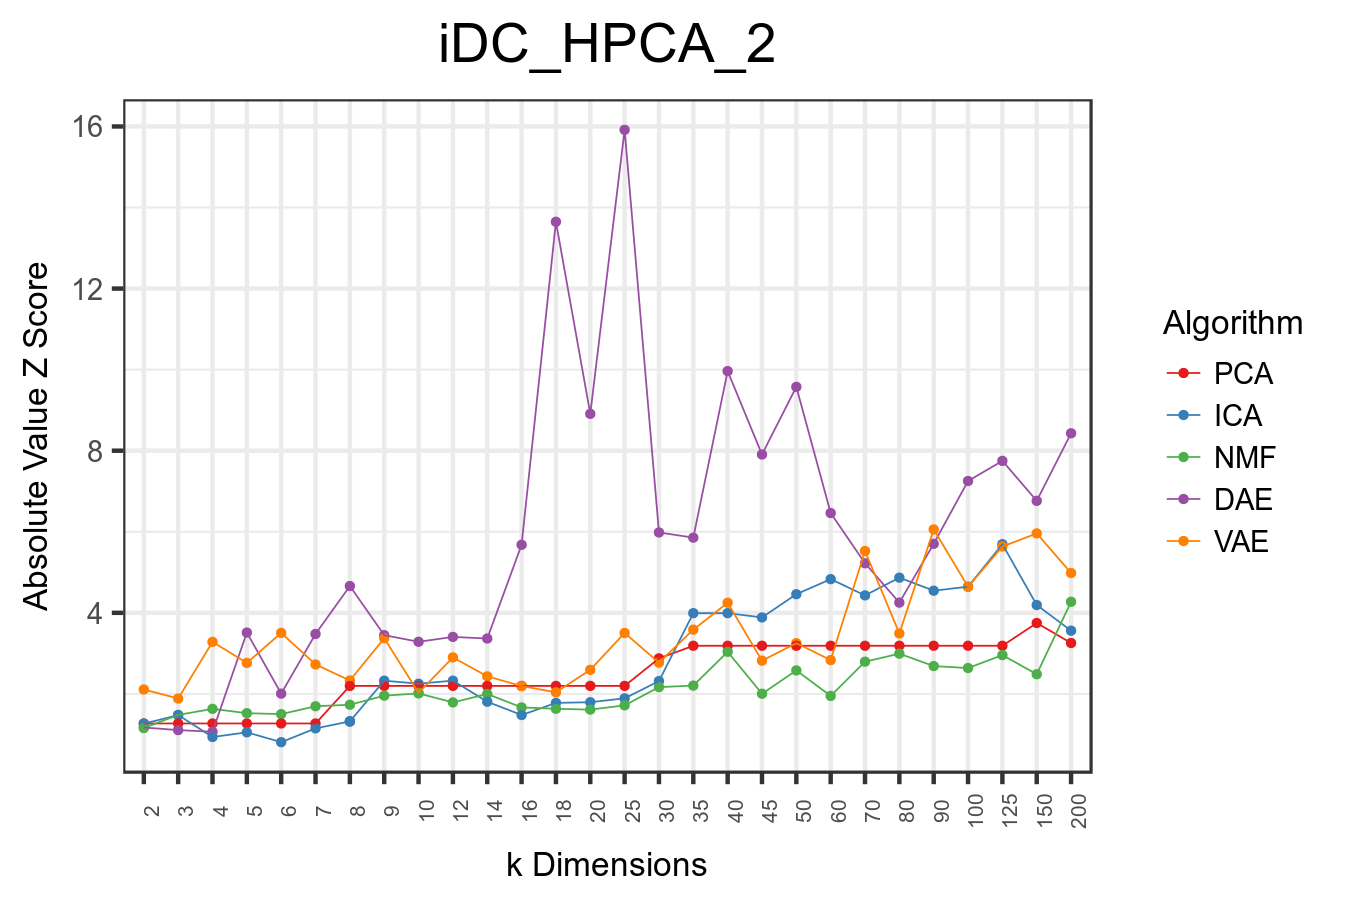 iDC_HPCA_2
Absolute Value Z Score
16
12
8
4
2 3 4 5 6 7 8 9 10 12 14 16 18 20 25 30 35 40 45 50 60 70 80 90 100 125 150 200
k Dimensions
Algorithm
PCA
ICA
NMF
DAE
VAE